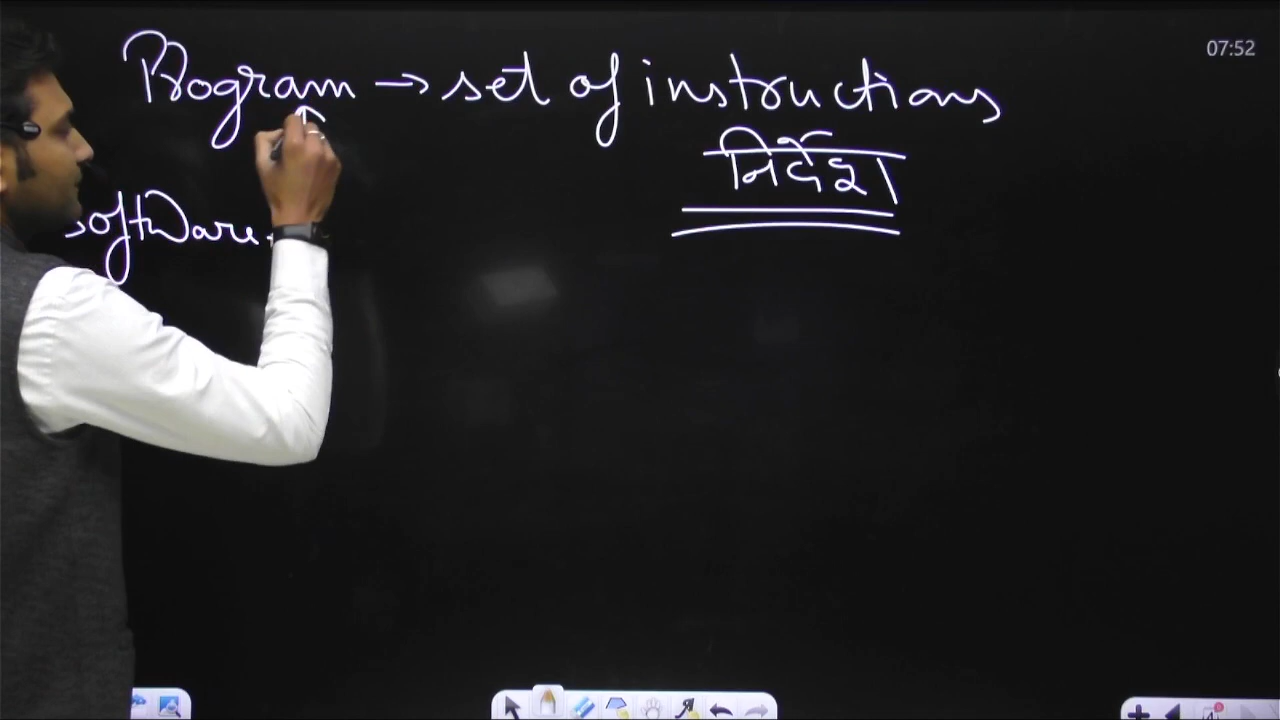 07:52
Program → set of instructions
निर्देश
software